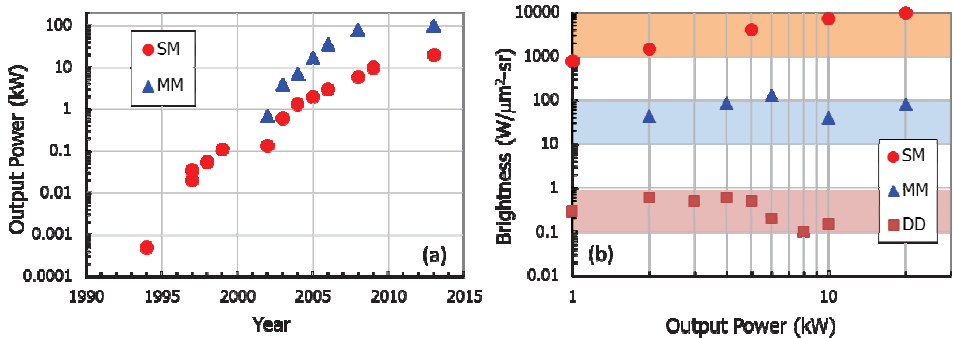 Output Power (kW)
100
10
1
0.1
0.01
0.001
0.0001
SM
MM
(a)
1990
1995
2000
2005
2010
2015
Year
Brightness (W/μm²-sr)
10000
1000
100
10
1
0.1
0.01
SM
MM
DD
(b)
1
10
Output Power (kW)